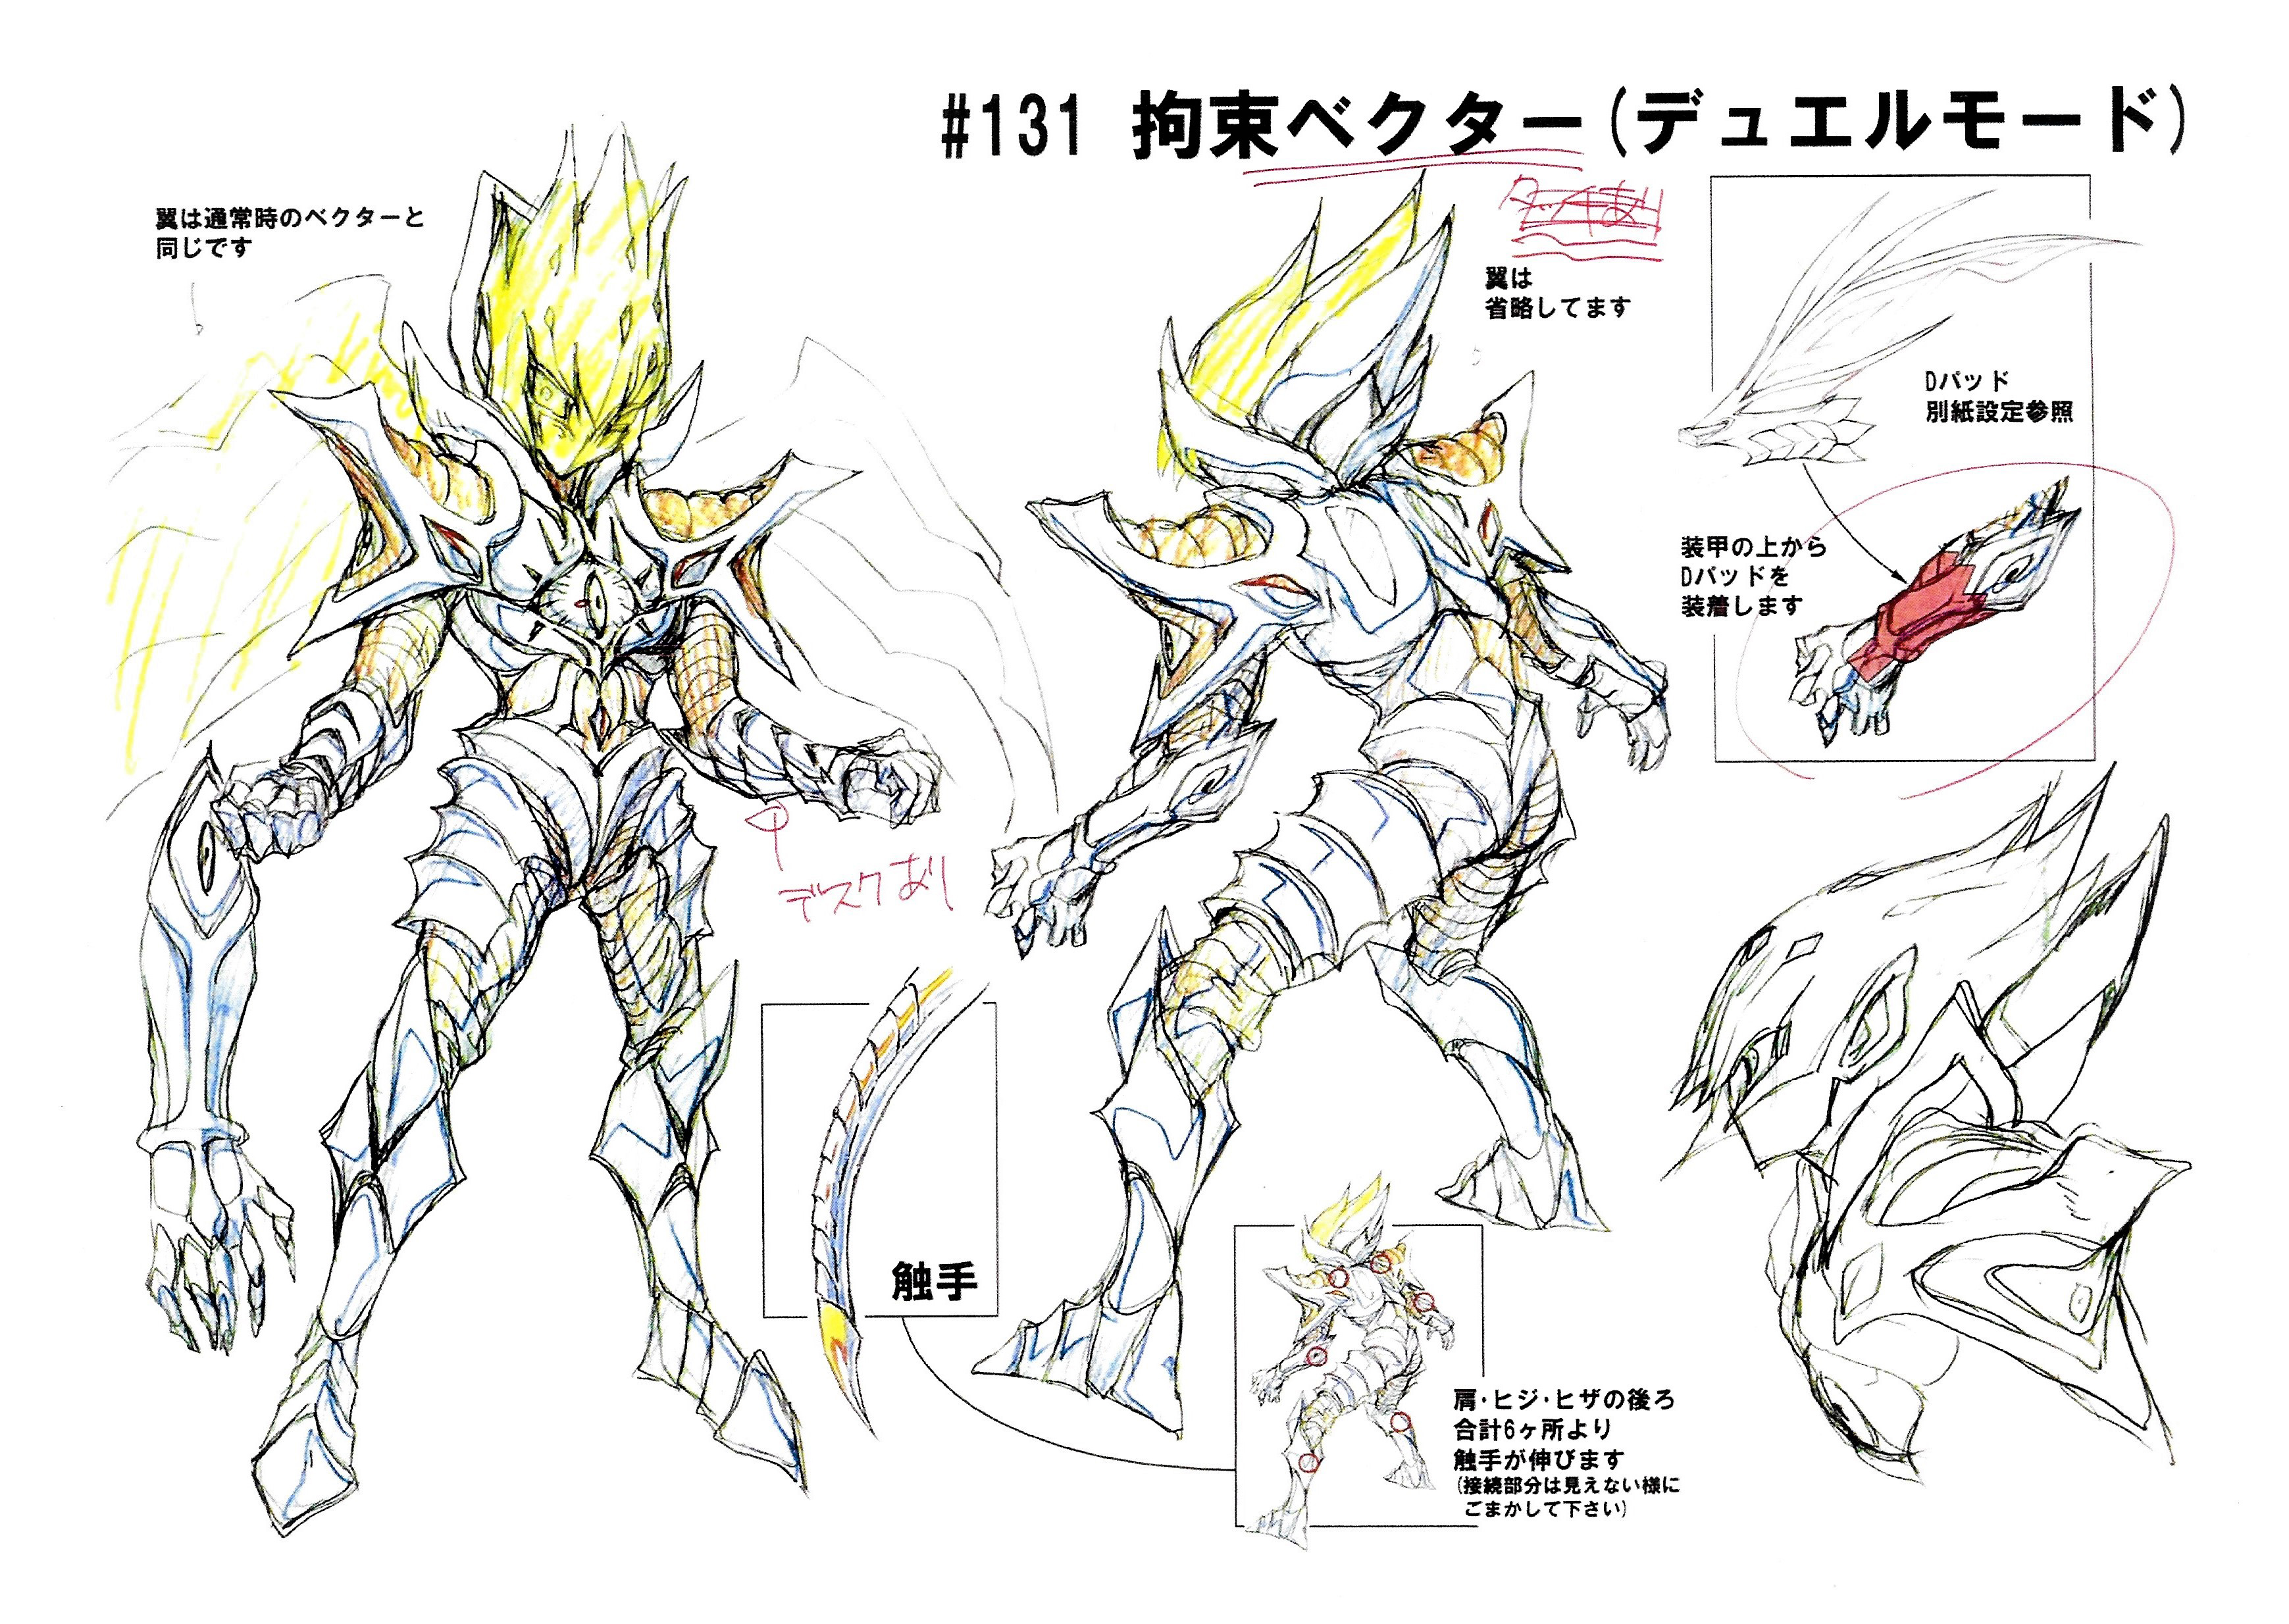 #131 拘束ベクター(デュエルモード)
翼は通常時のベクターと
同じです
翼は
省略してます
Dパッド
別紙設定参照
装甲の上から
Dパッドを
装着します
デスクあり
触手
肩・ヒジ・ヒザの後ろ
合計6ヶ所より
触手が伸びます
(接続部分は見えない様に
ごまかして下さい)